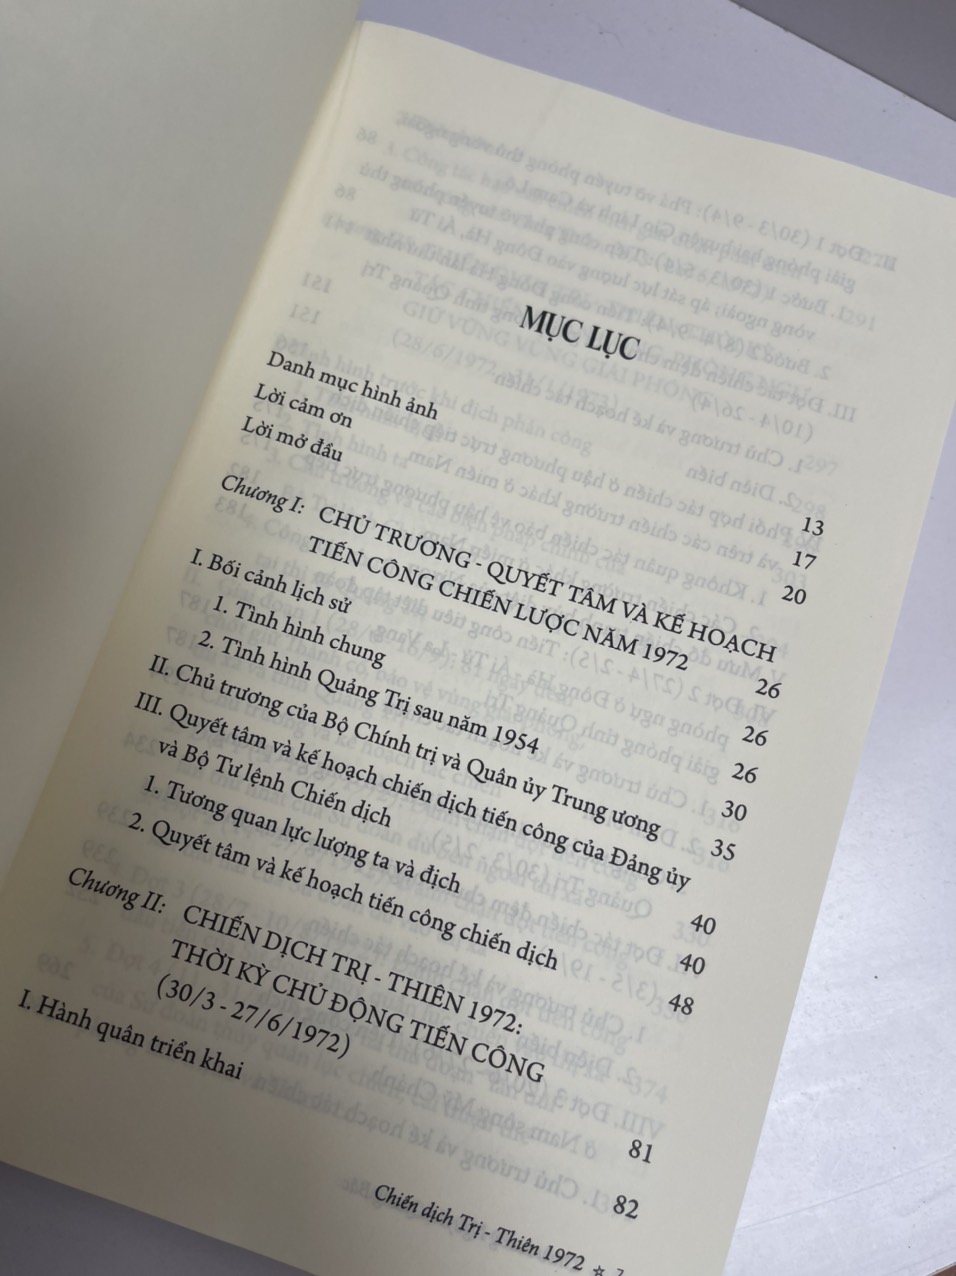 MỤC LỤC
Danh mục hình ảnh 13
Lời cảm ơn 17
Lời mở đầu 20
Chương I: CHỦ TRƯƠNG - QUYẾT TÂM VÀ KẾ HOẠCH
TIẾN CÔNG CHIẾN LƯỢC NĂM 1972 26
I. Bối cảnh lịch sử 26
1. Tình hình chung 26
2. Tình hình Quảng Trị sau năm 1954 30
II. Chủ trương của Bộ Chính trị và Quân ủy Trung ương 35
III. Quyết tâm và kế hoạch chiến dịch tiến công của Đảng ủy
và Bộ Tư lệnh Chiến dịch 40
1. Tương quan lực lượng ta và địch 40
2. Quyết tâm và kế hoạch tiến công chiến dịch 48
Chương II: CHIẾN DỊCH TRỊ - THIÊN 1972:
THỜI KỲ CHỦ ĐỘNG TIẾN CÔNG
(30/3 - 27/6/1972) 81
I. Hành quân triển khai 82
Chiến dịch Trị - Thiên 1972 ☆ 7